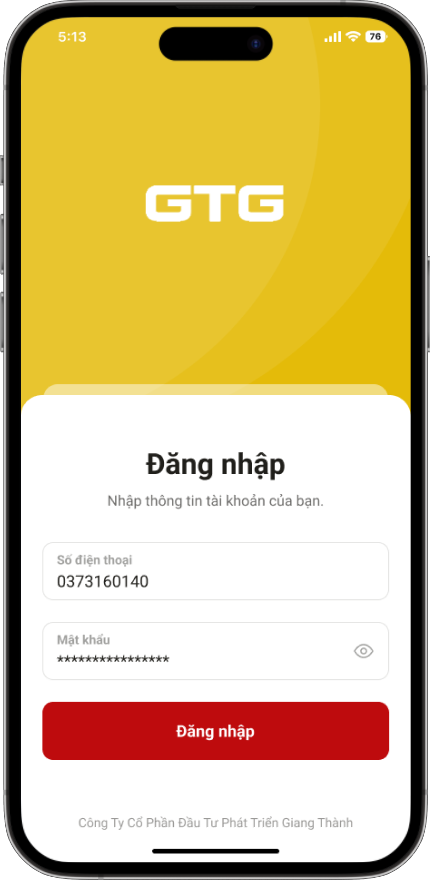 5:13
76
GTG
Đăng nhập
Nhập thông tin tài khoản của bạn.
Số điện thoại
0373160140
Mật khẩu
****************
Đăng nhập
Công Ty Cổ Phần Đầu Tư Phát Triển Giang Thành